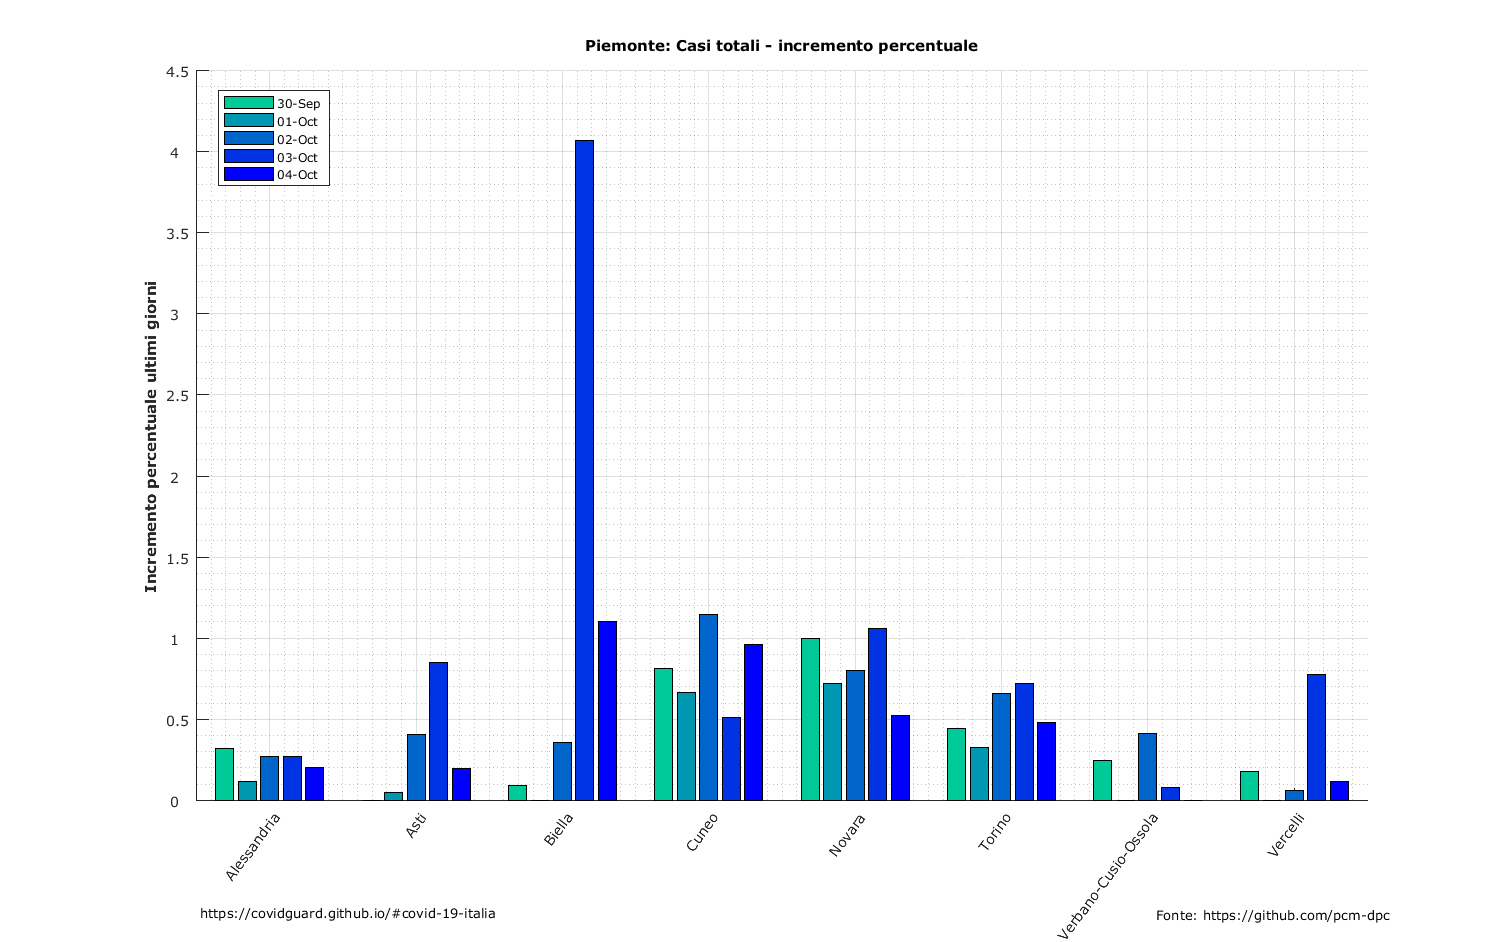 Piemonte: Casi totali - incremento percentuale
4.5
4
3.5
3
2.5
2
1.5
1
0.5
0
Incremento percentuale ultimi giorni
30-Sep
01-Oct
02-Oct
03-Oct
04-Oct
Alessandria
Asti
Biella
Cuneo
Novara
Torino
Verbano-Cusio-Ossola
Vercelli
https://covidguard.github.io/#covid-19-italia
Fonte: https://github.com/pcm-dpc